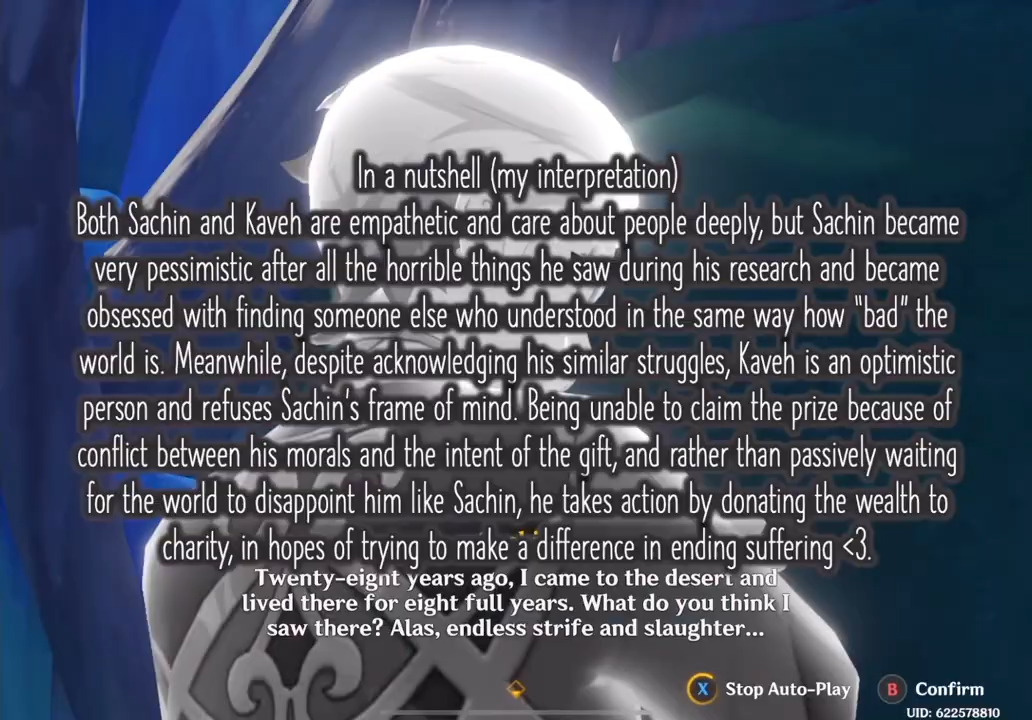 In a nutshell (my interpretation)
Both Sachin and Kaveh are empathetic and care about people deeply, but Sachin became
very pessimistic after all the horrible things he saw during his research and became
obsessed with finding someone else who understood in the same way how "bad" the
world is. Meanwhile, despite acknowledging his similar struggles, Kaveh is an optimistic
person and refuses Sachin's frame of mind. Being unable to claim the prize because of
conflict between his morals and the intent of the gift, and rather than passively waiting
for the world to disappoint him like Sachin, he takes action by donating the wealth to
charity, in hopes of trying to make a difference in ending suffering <3.
Twenty-eight years ago, I came to the desert and
lived there for eight full years. What do you think I
saw there? Alas, endless strife and slaughter...
X Stop Auto-Play B Confirm
UID: 622578810